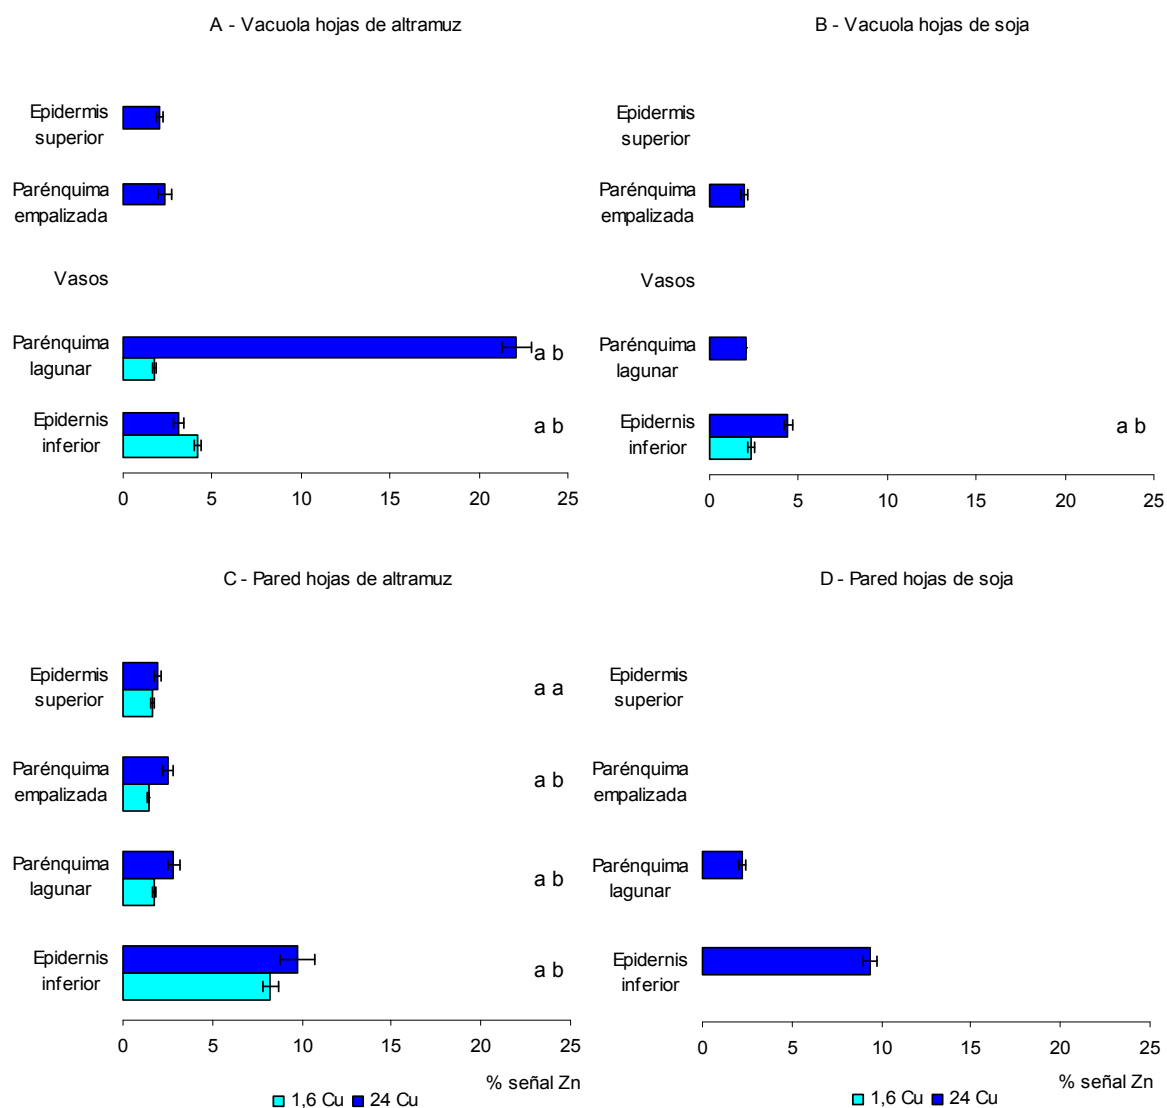 A - Vacuola hojas de altramuz
Epidermis
superior
Parénquima
empalizada
Vasos
Parénquima
lagunar
a b
Epidernis
inferior
a b
0 5 10 15 20 25
B - Vacuola hojas de soja
Epidermis
superior
Parénquima
empalizada
Vasos
Parénquima
lagunar
Epidernis
inferior
a b
0 5 10 15 20 25
C - Pared hojas de altramuz
Epidermis
superior
a a
Parénquima
empalizada
a b
Parénquima
lagunar
a b
Epidernis
inferior
a b
0 5 10 15 20 25
% señal Zn
1,6 Cu 24 Cu
D - Pared hojas de soja
Epidermis
superior
Parénquima
empalizada
Parénquima
lagunar
Epidernis
inferior
0 5 10 15 20 25
% señal Zn
1,6 Cu 24 Cu